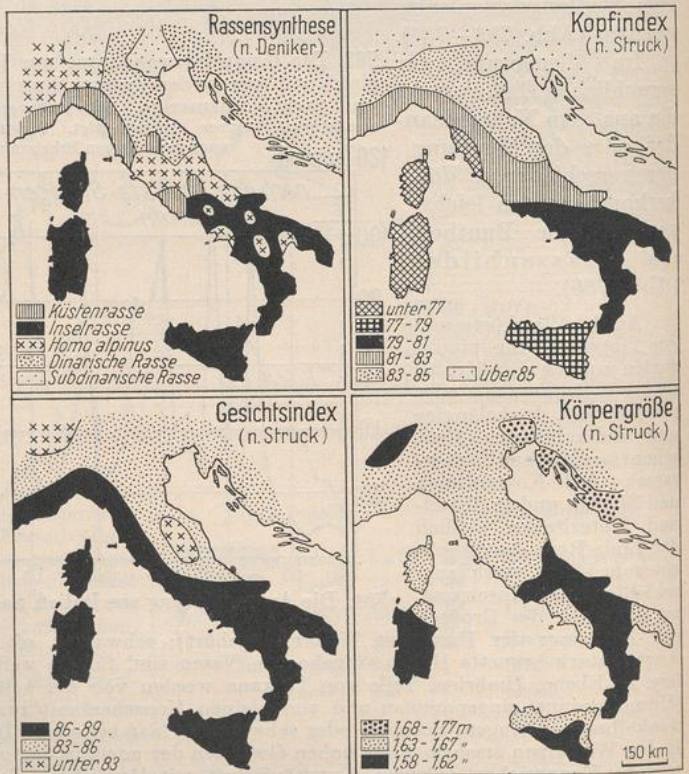 Rassensynthese
(n. Deniker)
Küstenrasse
Inselrasse
Homo alpinus
Dinarische Rasse
Subdinarische Rasse
Kopfindex
(n. Struck)
unter 77
77-79
79-81
81-83
83-85
über 85
Gesichtsindex
(n. Struck)
86-89
83-86
unter 83
Körpergröße
(n. Struck)
1,68-1,77m
1,63-1,67 "
1,58-1,62 "
150 km